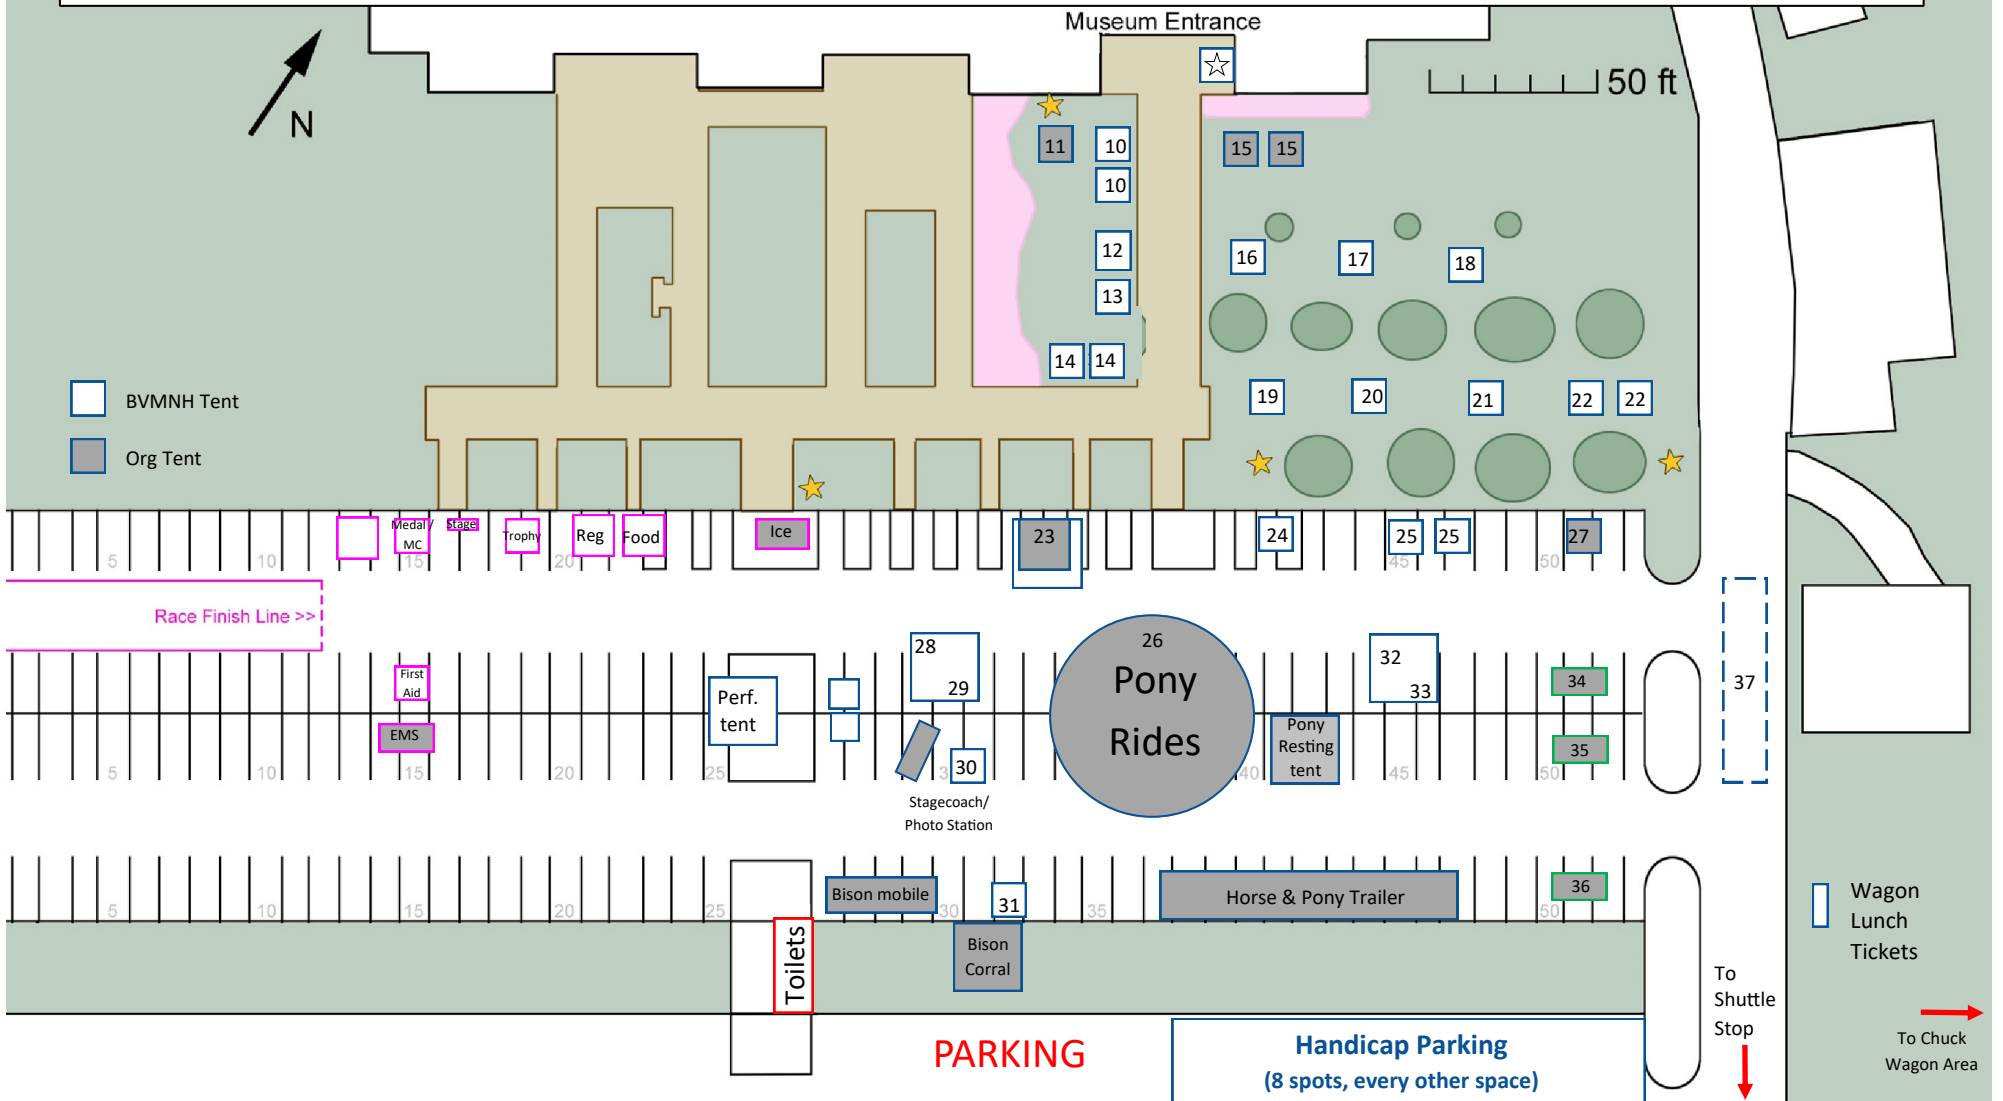 Museum Entrance
N
50 ft
11
10
15
15
10
12
16
17
18
13
14
14
BVMNH Tent
19
20
21
22
22
Org Tent
Medal /
MC
Stage
Trophy
Reg
Food
Ice
23
24
25
25
27
5
10
15
20
45
50
Race Finish Line >>
37
First
Aid
EMS
Perf.
tent
28
29
26
Pony
Rides
32
33
34
35
Pony
Resting
tent
30
5
10
15
20
25
3
40
45
50
Stagecoach/
Photo Station
Bison mobile
31
Horse & Pony Trailer
36
5
10
15
20
25
30
35
50
Wagon
Lunch
Tickets
Toilets
Bison
Corral
To
Shuttle
Stop
To Chuck
Wagon Area
PARKING
Handicap Parking
(8 spots, every other space)